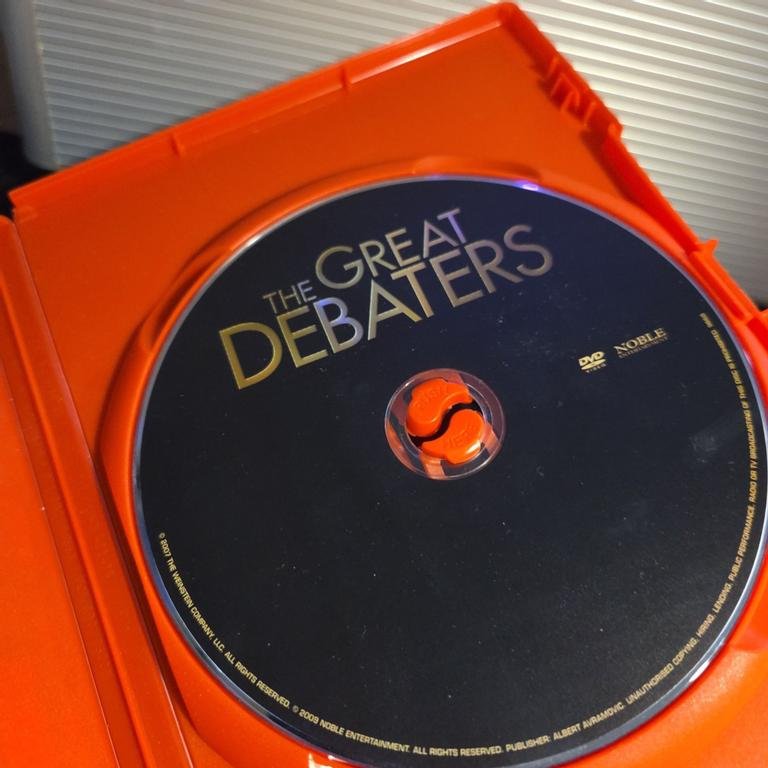 THE GREAT
DEBATERS
DVD
VIDEO
NOBLE
ENTERTAINMENT
PUSH
HERE
© 2007 THE WEINSTEIN COMPANY, LLC. ALL RIGHTS RESERVED. © 2009 NOBLE ENTERTAINMENT. ALL RIGHTS RESERVED. PUBLISHER: ALBERT AVRAMOVIC. UNAUTHORISED COPYING, HIRING, LENDING, PUBLIC PERFORMANCE, RADIO OR TV BROADCASTING OF THIS DISC IS PROHIBITED.